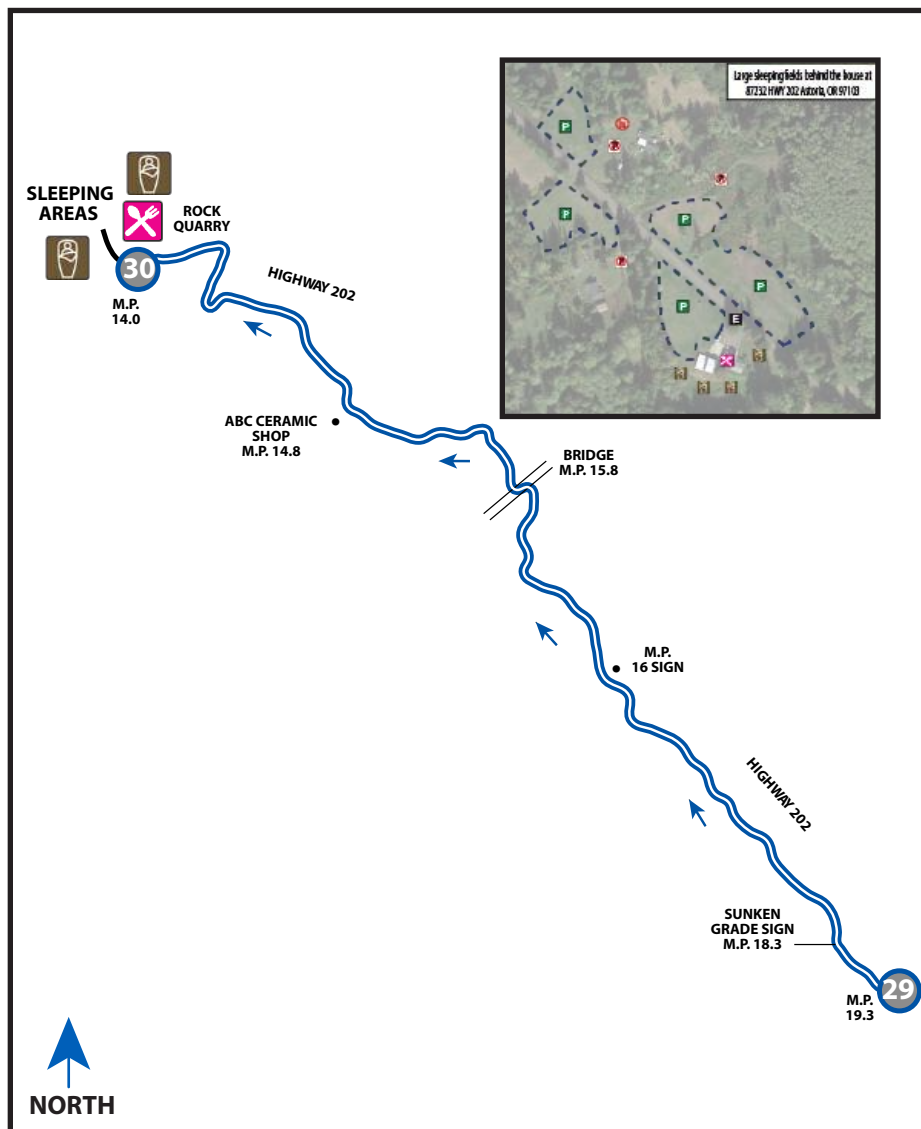 Large sleeping fields behind the house at
87232 HWY 202 Astoria, OR 97103
P
P
P
P
P
E
SLEEPING
AREAS
ROCK
QUARRY
30
M.P.
14.0
HIGHWAY 202
ABC CERAMIC
SHOP
M.P. 14.8
BRIDGE
M.P. 15.8
M.P.
16 SIGN
HIGHWAY 202
SUNKEN
GRADE SIGN
M.P. 18.3
29
M.P.
19.3
NORTH